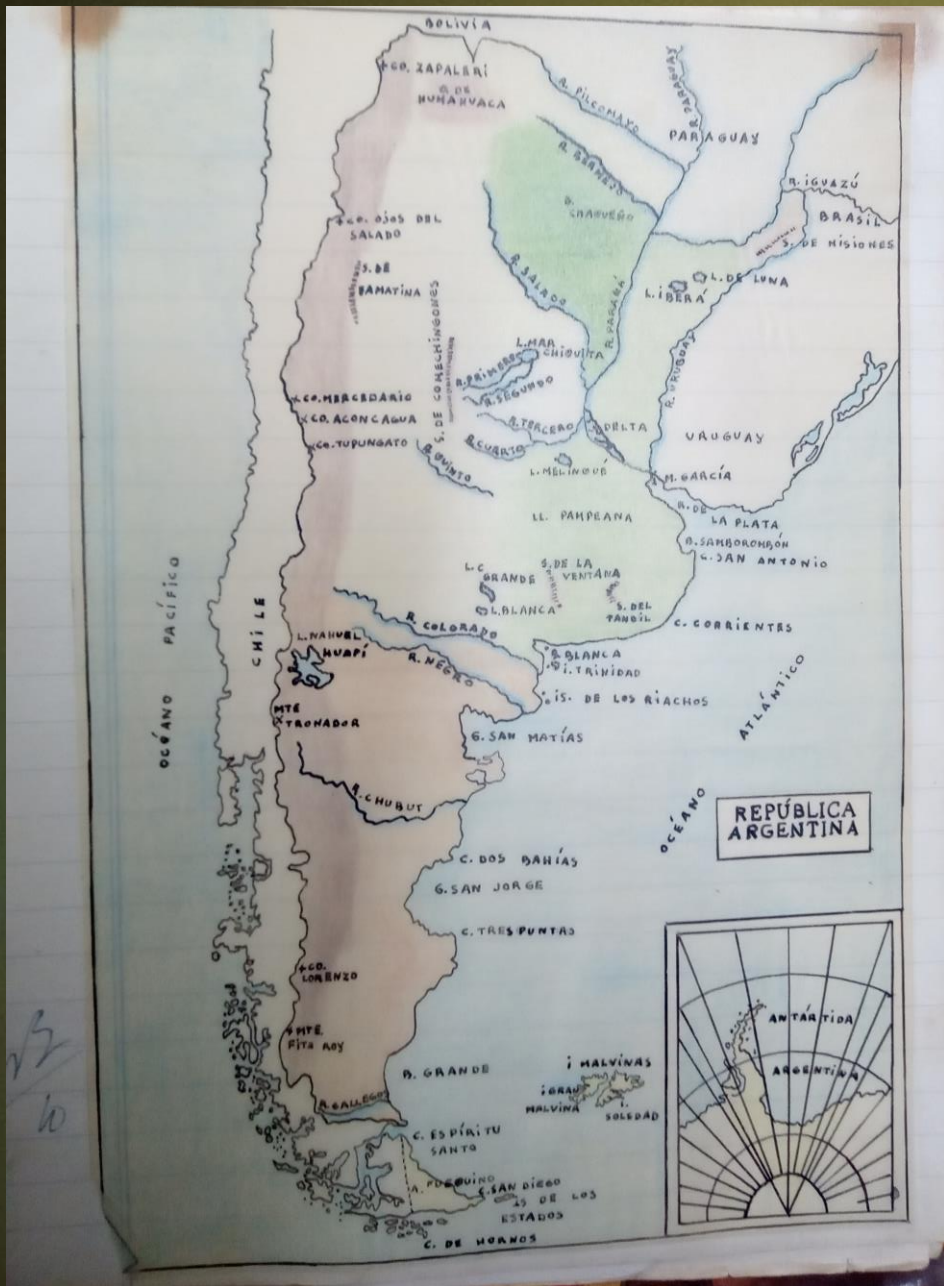 BOLIVIA
CO. ZAPALERI
Q. DE
HUMAHUACA
R. PILCOMAYO
R. PARAGUAY
PARAGUAY
R. BERMEJO
R. IGUAZÚ
BRASIL
S. DE MISIONES
CHAQUEÑO
CO. OJOS DEL
SALADO
S. DE
FAMATINA
R. SALADO
R. PARANÁ
L. DE LUNA
L. IBERÁ
S. DE COMECHINGONES
L. MAR
CHIQUITA
R. PRIMERO
R. SEGUNDO
R. URUGUAY
CO. MERCEDARIO
CO. ACONCAGUA
CO. TUPUNGATO
R. TERCERO
DELTA
R. CUARTO
R. QUINTO
URUGUAY
L. MELINCUÉ
M. GARCÍA
R. DE
LA PLATA
LL. PAMPEANA
B. SAMBOROMBÓN
C. SAN ANTONIO
L. C.
GRANDE
S. DE LA
VENTANA
L. BLANCA
S. DEL
TANDIL
C. CORRIENTES
OCÉANO PACÍFICO
CHILE
R. COLORADO
L. NAHUEL
HUAPÍ
R. NEGRO
B. BLANCA
I. TRINIDAD
IS. DE LOS RIACHOS
MTE
TRONADOR
G. SAN MATÍAS
OCÉANO ATLÁNTICO
R. CHUBUT
REPÚBLICA
ARGENTINA
C. DOS BAHÍAS
G. SAN JORGE
C. TRES PUNTAS
CO.
LORENZO
MTE.
FITZ ROY
B. GRANDE
I MALVINAS
I GRAN
MALVINA
I.
SOLEDAD
ANTÁRTIDA
ARGENTINA
R. GALLEGOS
C. ESPÍRITU
SANTO
A. FUEGUINO
C. SAN DIEGO
IS DE LOS
ESTADOS
C. DE HORNOS
10